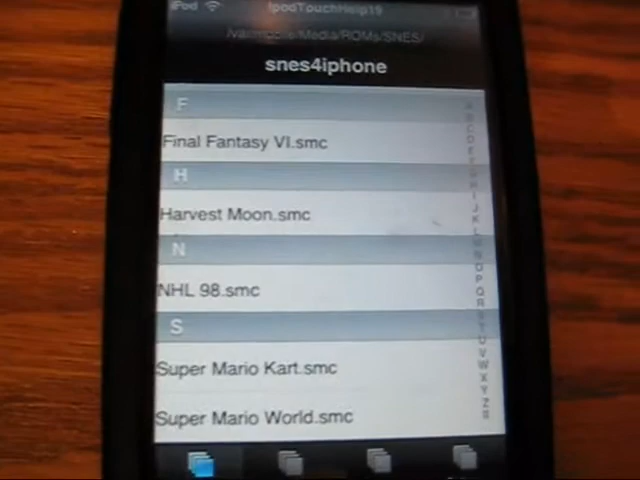 iPod IpodTouchHelp19
/var/mobile/Media/ROMs/SNES/
snes4iphone
F
Final Fantasy VI.smc
H
Harvest Moon.smc
N
NHL 98.smc
S
Super Mario Kart.smc
Super Mario World.smc
A
B
C
D
E
F
G
H
I
J
K
L
M
N
O
P
Q
R
S
T
U
V
W
X
Y
Z
#